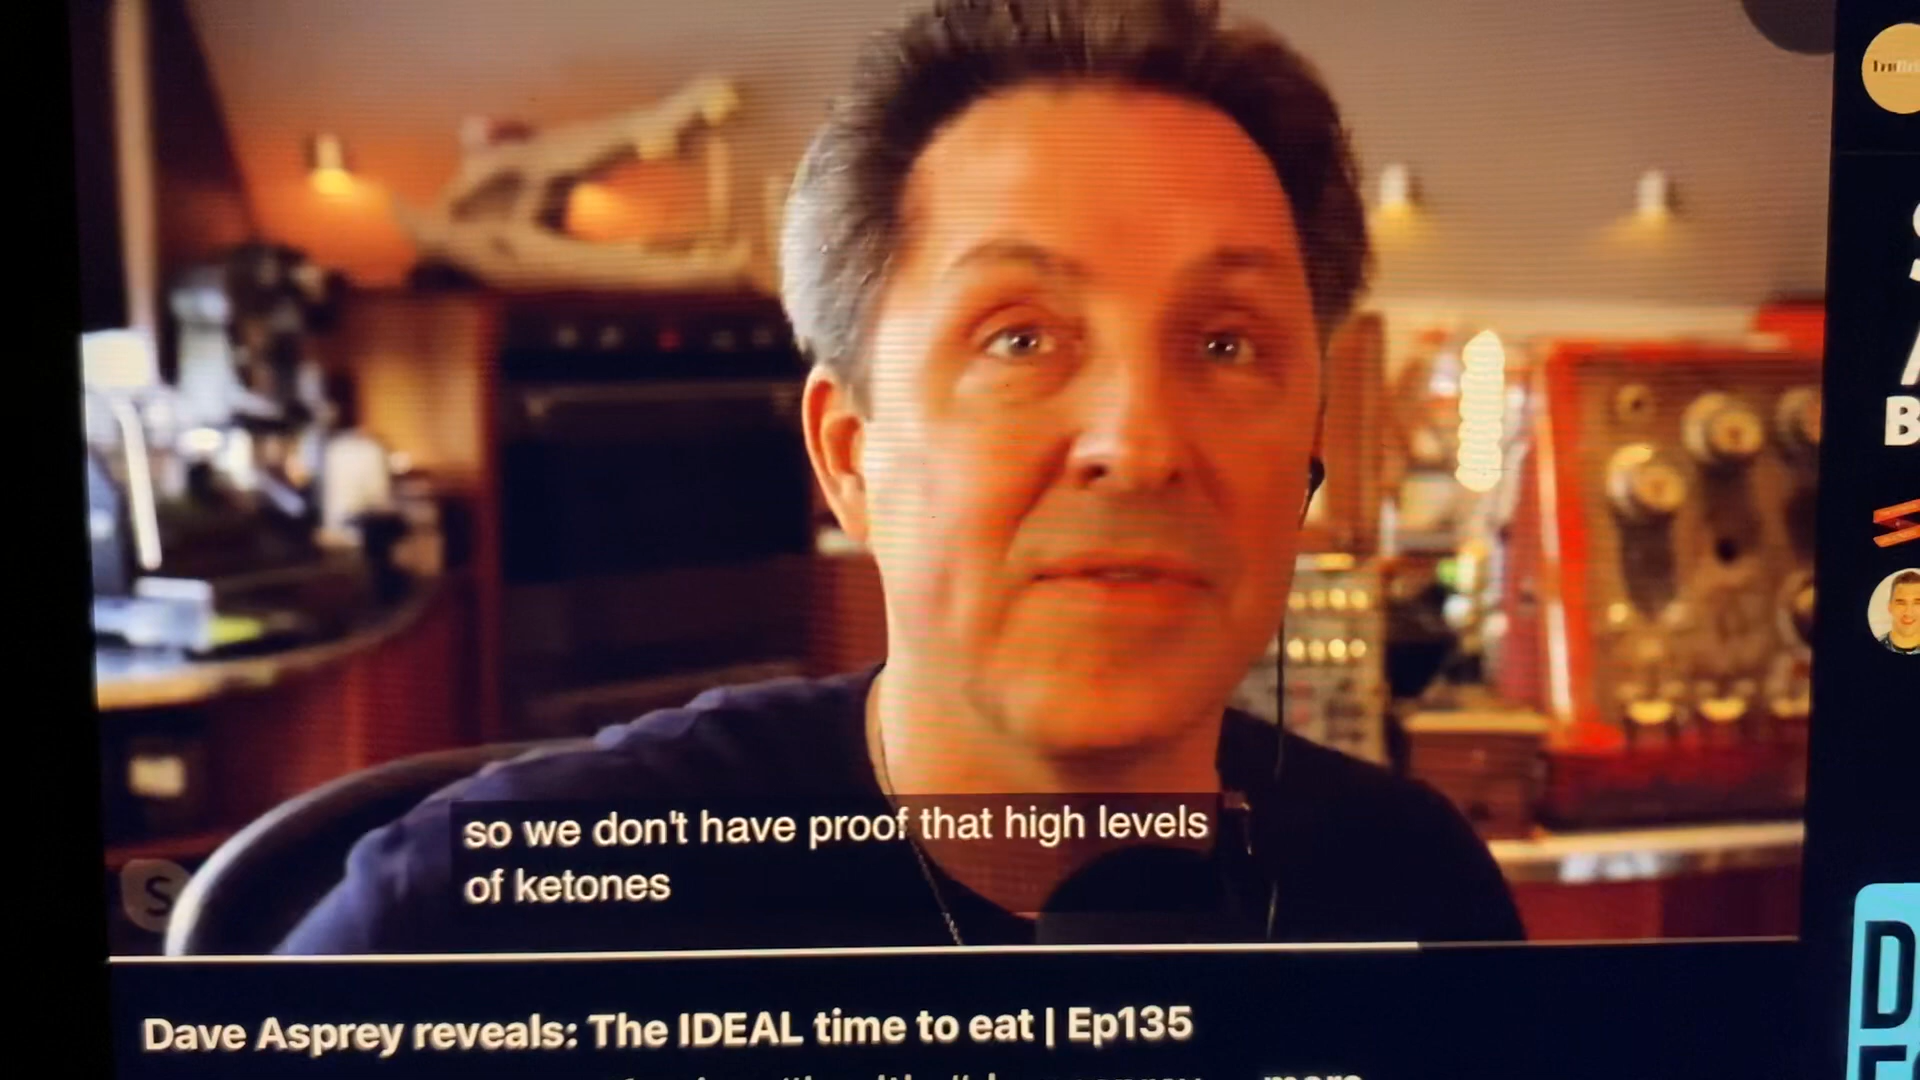 so we don't have proof that high levels
of ketones
S
Dave Asprey reveals: The IDEAL time to eat | Ep135
more
B
D